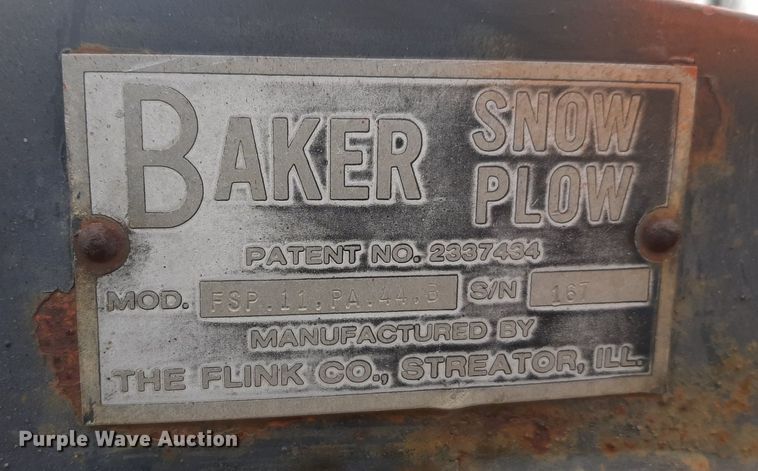 BAKER SNOW PLOW
PATENT NO. 2337434
MOD. FSP.11.PA.44.B S/N 167
MANUFACTURED BY
THE FLINK CO., STREATOR, ILL.
Purple Wave Auction